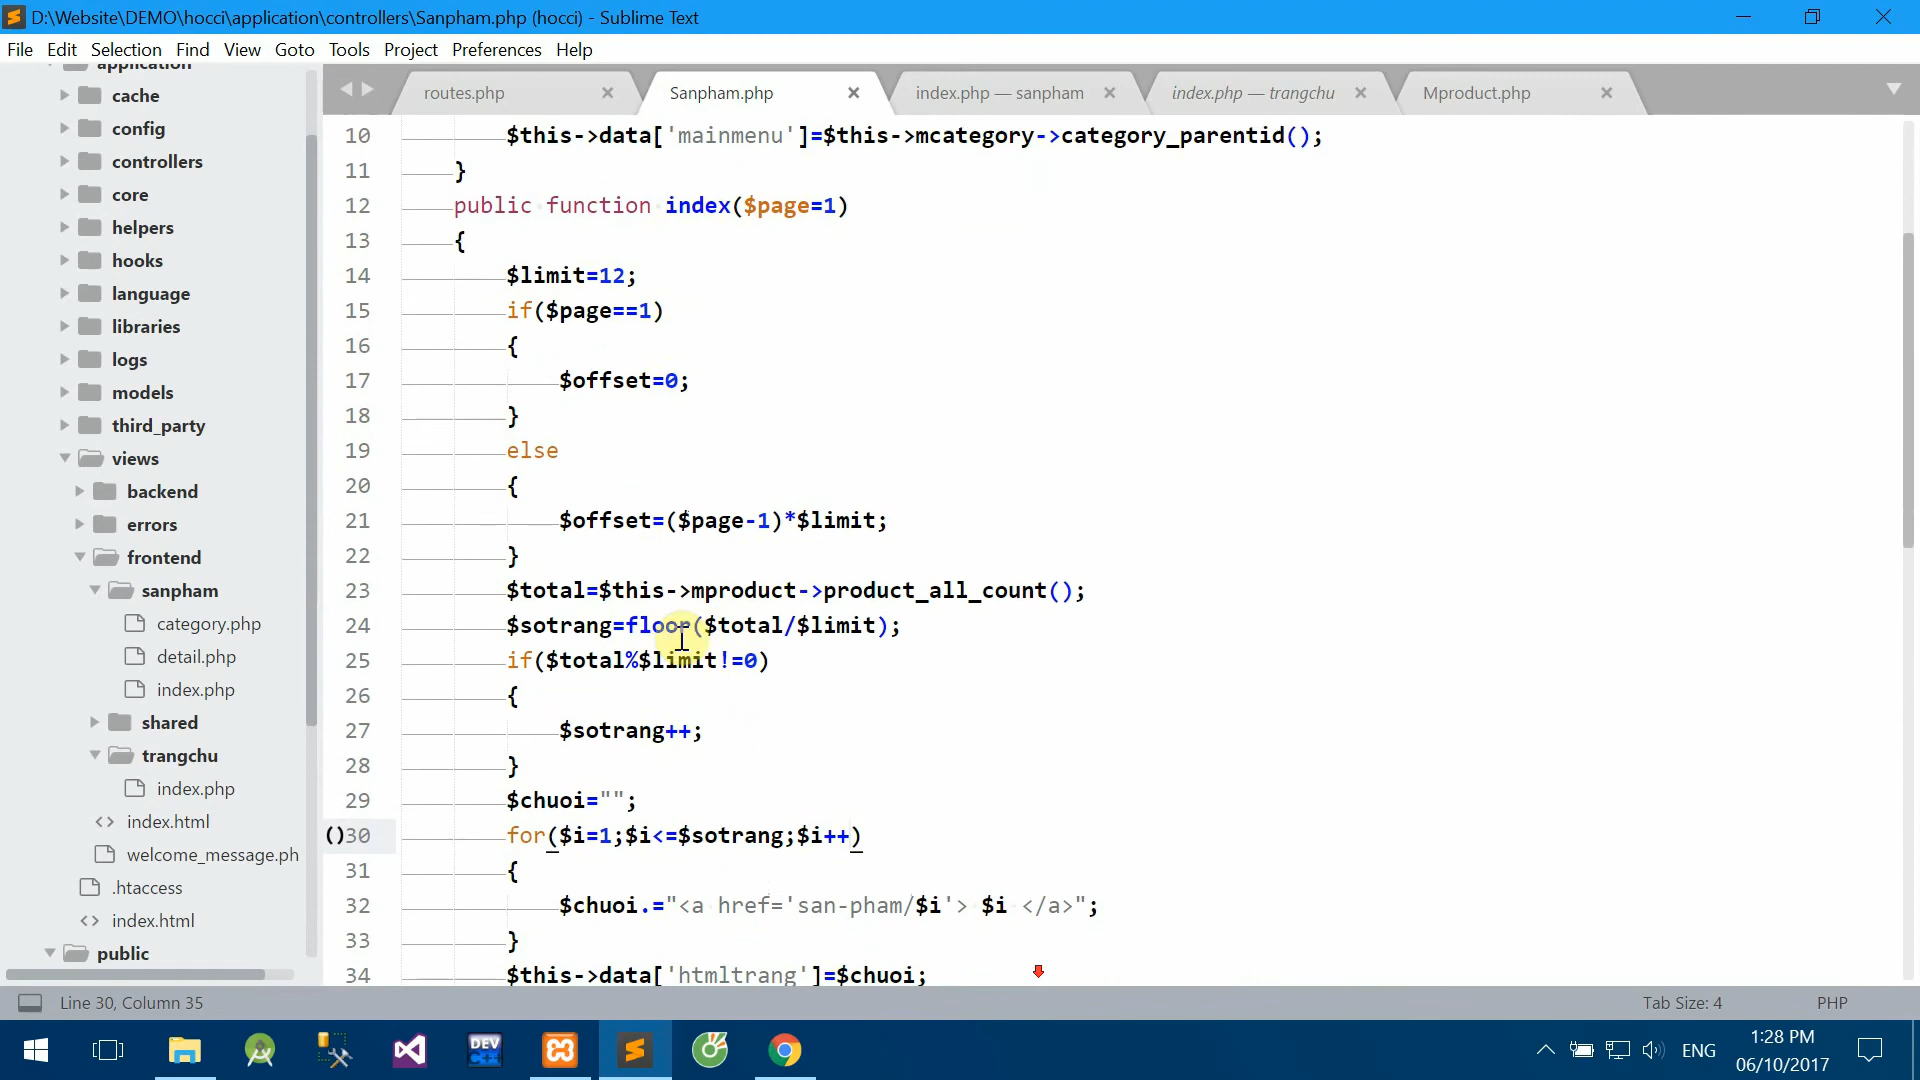 D:\Website\DEMO\hocci\application\controllers\Sanpham.php (hocci) - Sublime Text
File Edit Selection Find View Goto Tools Project Preferences Help
application
cache
config
controllers
core
helpers
hooks
language
libraries
logs
models
third_party
views
backend
errors
frontend
sanpham
category.php
detail.php
index.php
shared
trangchu
index.php
index.html
welcome_message.ph
.htaccess
index.html
public
routes.php
Sanpham.php
index.php — sanpham
index.php — trangchu
Mproduct.php
10 $this->data['mainmenu']=$this->mcategory->category_parentid();
11 }
12 public function index($page=1)
13 {
14 $limit=12;
15 if($page==1)
16 {
17 $offset=0;
18 }
19 else
20 {
21 $offset=($page-1)*$limit;
22 }
23 $total=$this->mproduct->product_all_count();
24 $sotrang=floor($total/$limit);
25 if($total%$limit!=0)
26 {
27 $sotrang++;
28 }
29 $chuoi="";
()30 for($i=1;$i<=$sotrang;$i++)
31 {
32 $chuoi.="<a href='san-pham/$i'> $i </a>";
33 }
34 $this->data['htmltrang']=$chuoi;
Line 30, Column 35
Tab Size: 4
PHP
DEV
C++
ENG
1:28 PM
06/10/2017